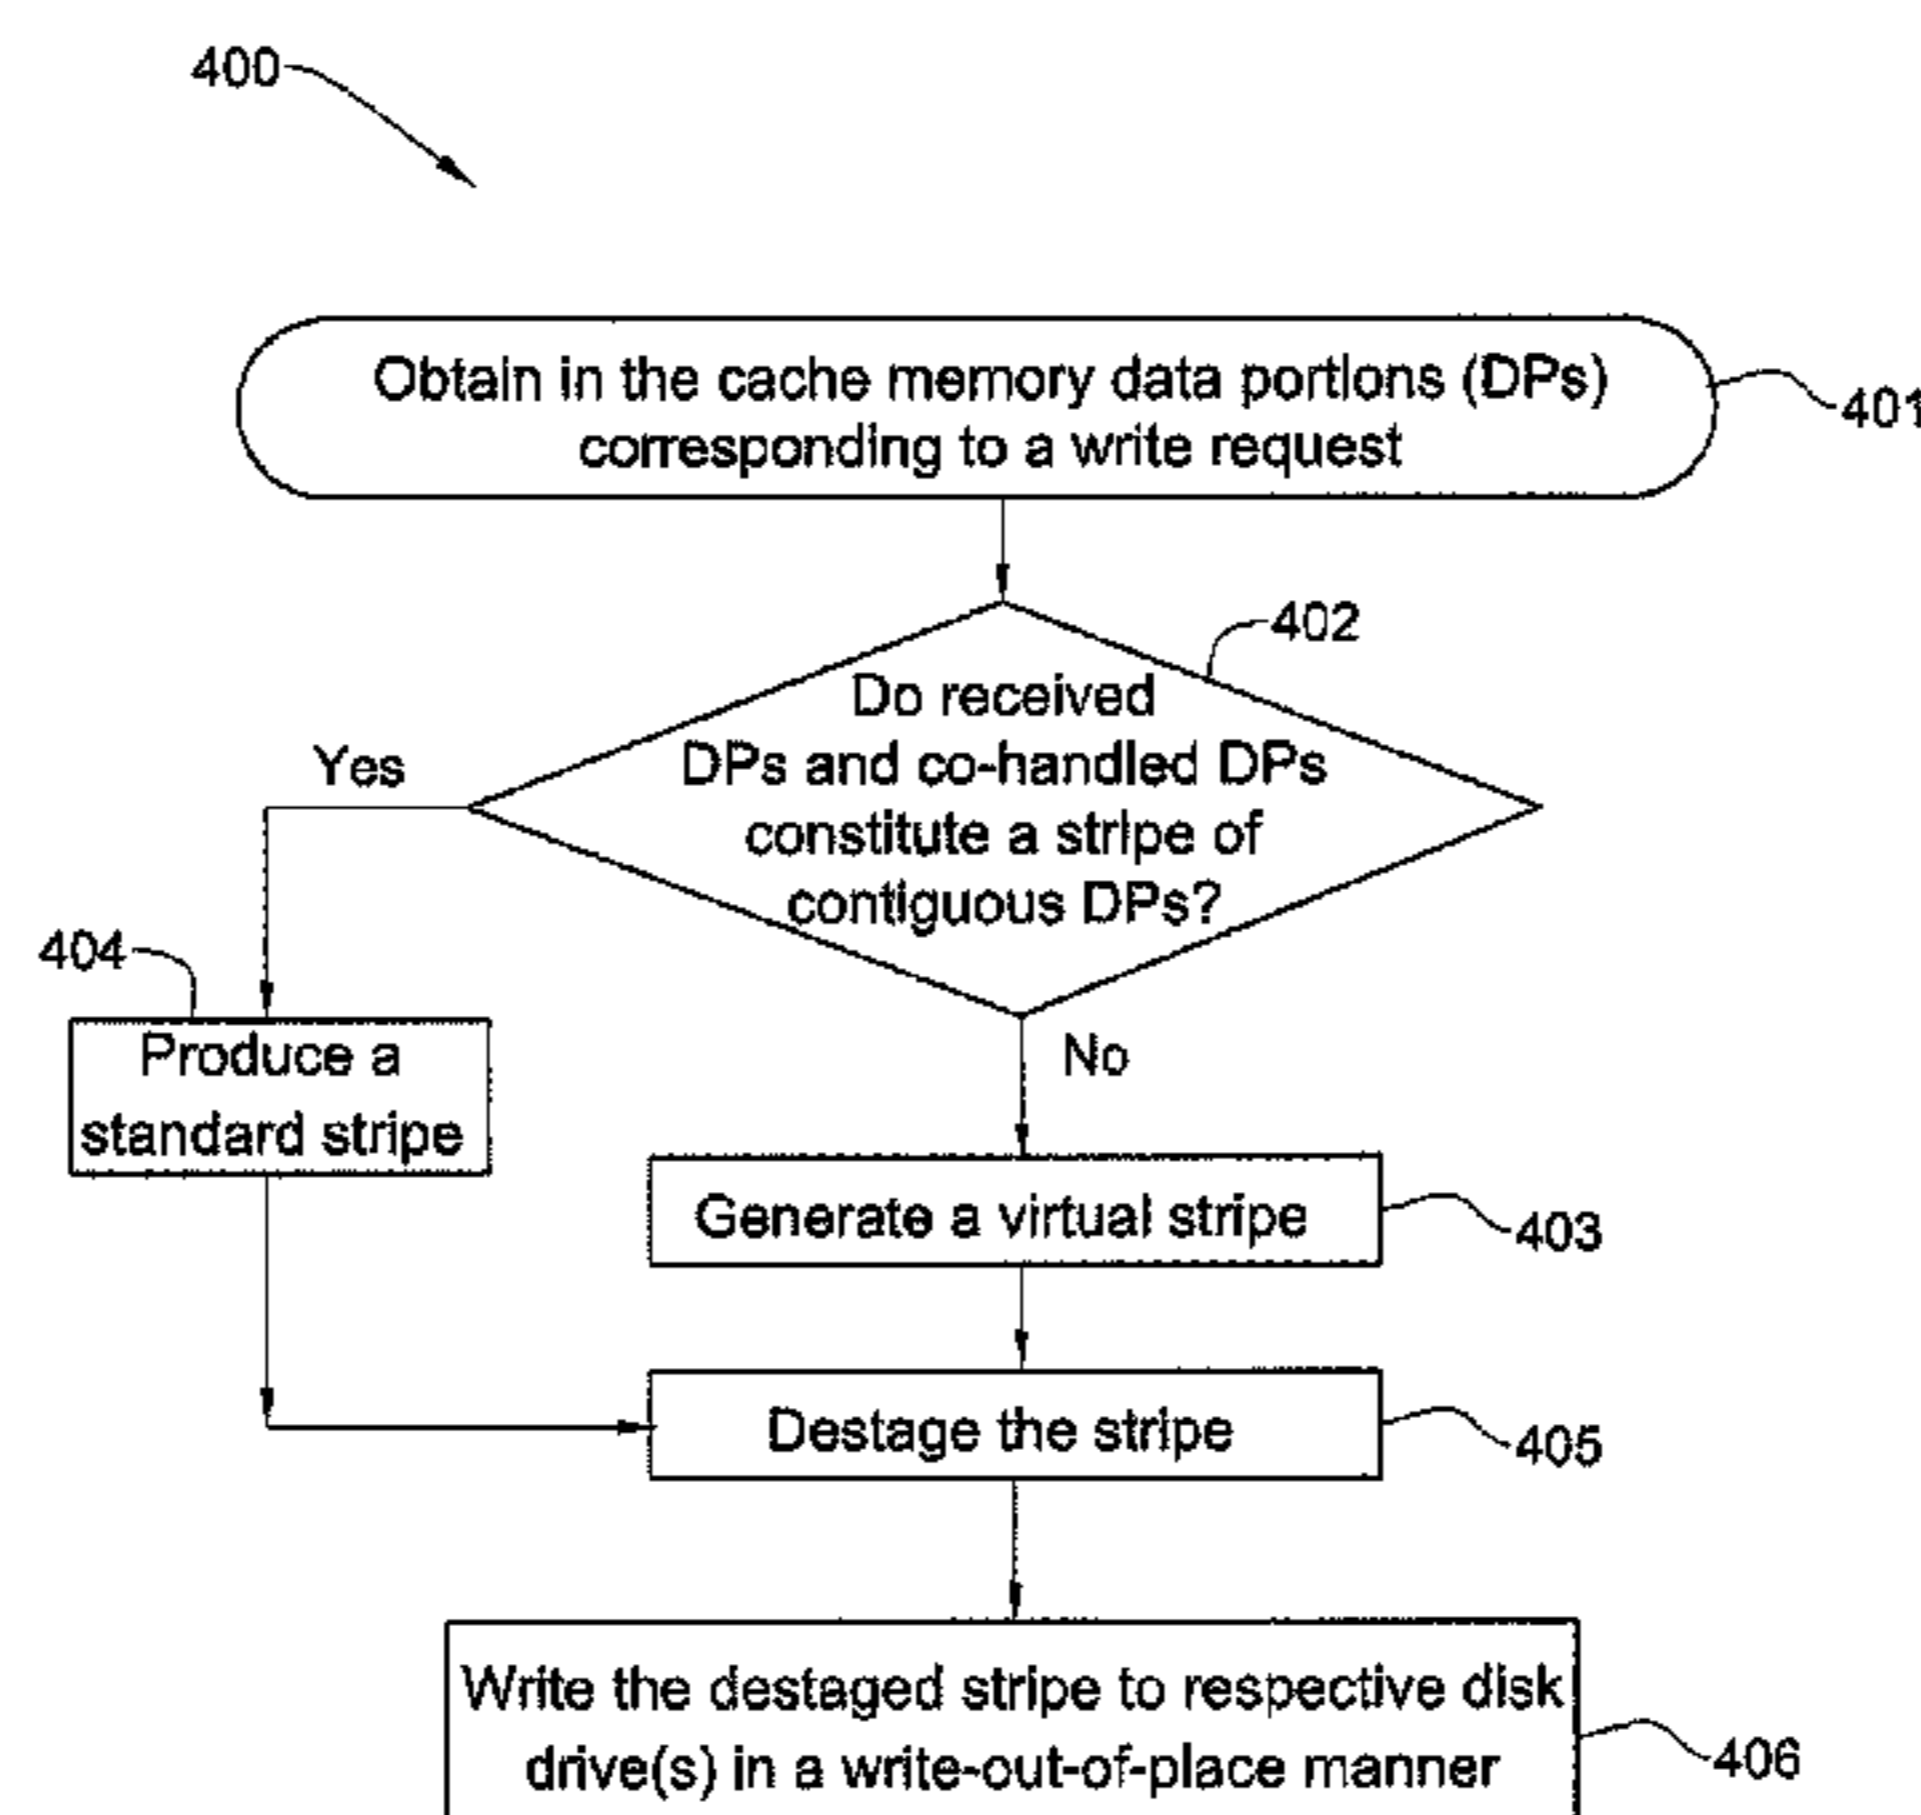 400
Obtain in the cache memory data portions (DPs)
corresponding to a write request
401
402
Do received
DPs and co-handled DPs
constitute a stripe of
contiguous DPs?
Yes
404
Produce a
standard stripe
No
Generate a virtual stripe
403
Destage the stripe
405
Write the destaged stripe to respective disk
drive(s) in a write-out-of-place manner
406